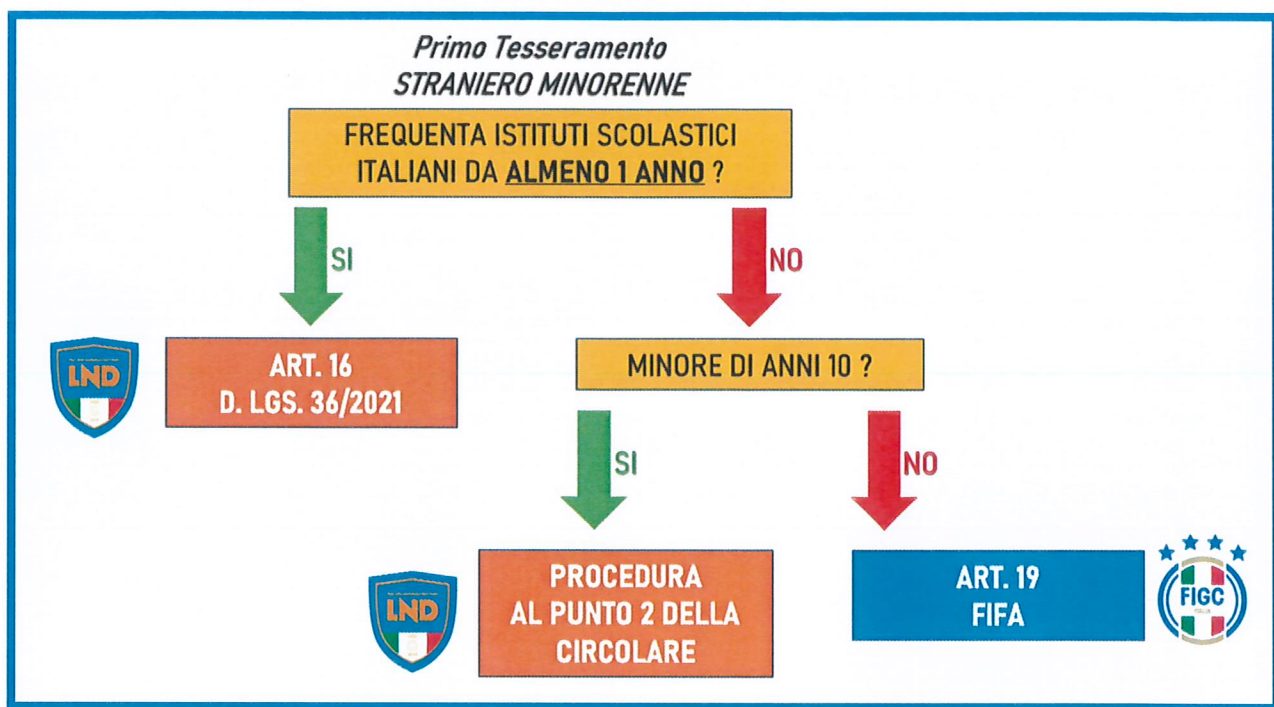 Primo Tesseramento
STRANIERO MINORENNE
FREQUENTA ISTITUTI SCOLASTICI
ITALIANI DA ALMENO 1 ANNO ?
SI
NO
LND
ART. 16
D. LGS. 36/2021
MINORE DI ANNI 10 ?
SI
NO
LND
PROCEDURA
AL PUNTO 2 DELLA
CIRCOLARE
ART. 19
FIFA
FIGC